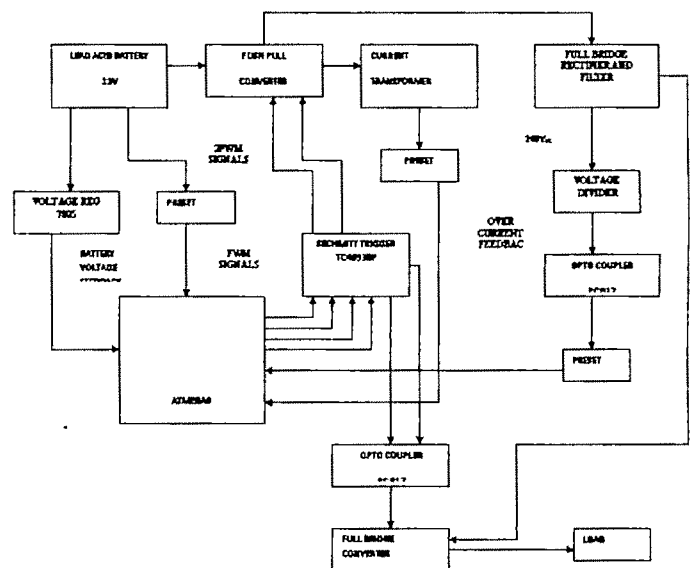 LEAD ACID BATTERY
12V
PUSH PULL
CONVERTER
CURRENT
TRANSFORMER
FULL BRIDGE
RECTIFIER AND
FILTER
2PWM
SIGNALS
PRESET
VOLTAGE REG
7805
PRESET
VOLTAGE
DIVIDER
BATTERY
VOLTAGE
PWM
SIGNALS
SCHMITT TRIGGER
OVER
CURRENT
FEEDBAC
OPTO COUPLER
PRESET
OPTO COUPLER
FULL BRIDGE
CONVERTER
LOAD